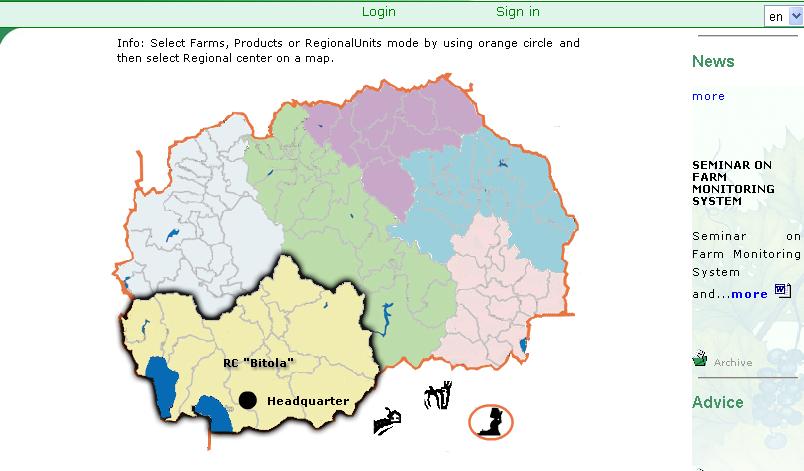 Login
Sign in
en
Info: Select Farms, Products or RegionalUnits mode by using orange circle and
then select Regional center on a map.
RC "Bitola"
Headquarter
News
more
SEMINAR ON
FARM
MONITORING
SYSTEM
Seminar on
Farm Monitoring
System
and...more
Archive
Advice